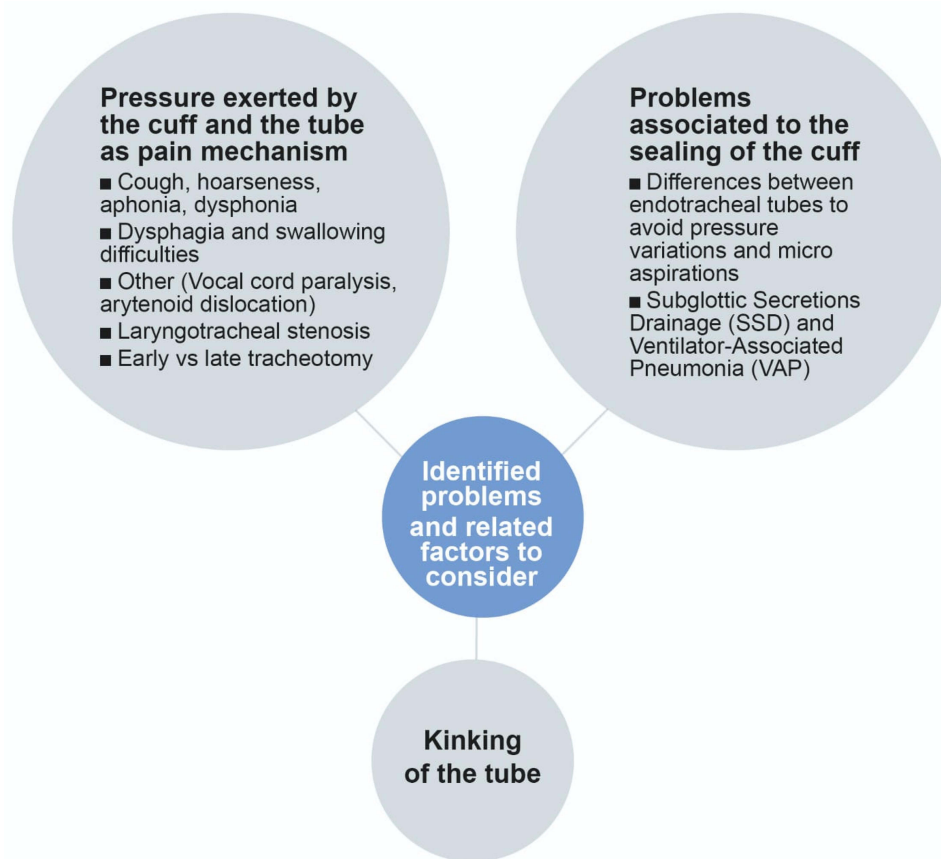 Pressure exerted by
the cuff and the tube
as pain mechanism
■ Cough, hoarseness,
aphonia, dysphonia
■ Dysphagia and swallowing
difficulties
■ Other (Vocal cord paralysis,
arytenoid dislocation)
■ Laryngotracheal stenosis
■ Early vs late tracheotomy
Problems
associated to the
sealing of the cuff
■ Differences between
endotracheal tubes to
avoid pressure
variations and micro
aspirations
■ Subglottic Secretions
Drainage (SSD) and
Ventilator-Associated
Pneumonia (VAP)
Identified
problems
and related
factors to
consider
Kinking
of the tube